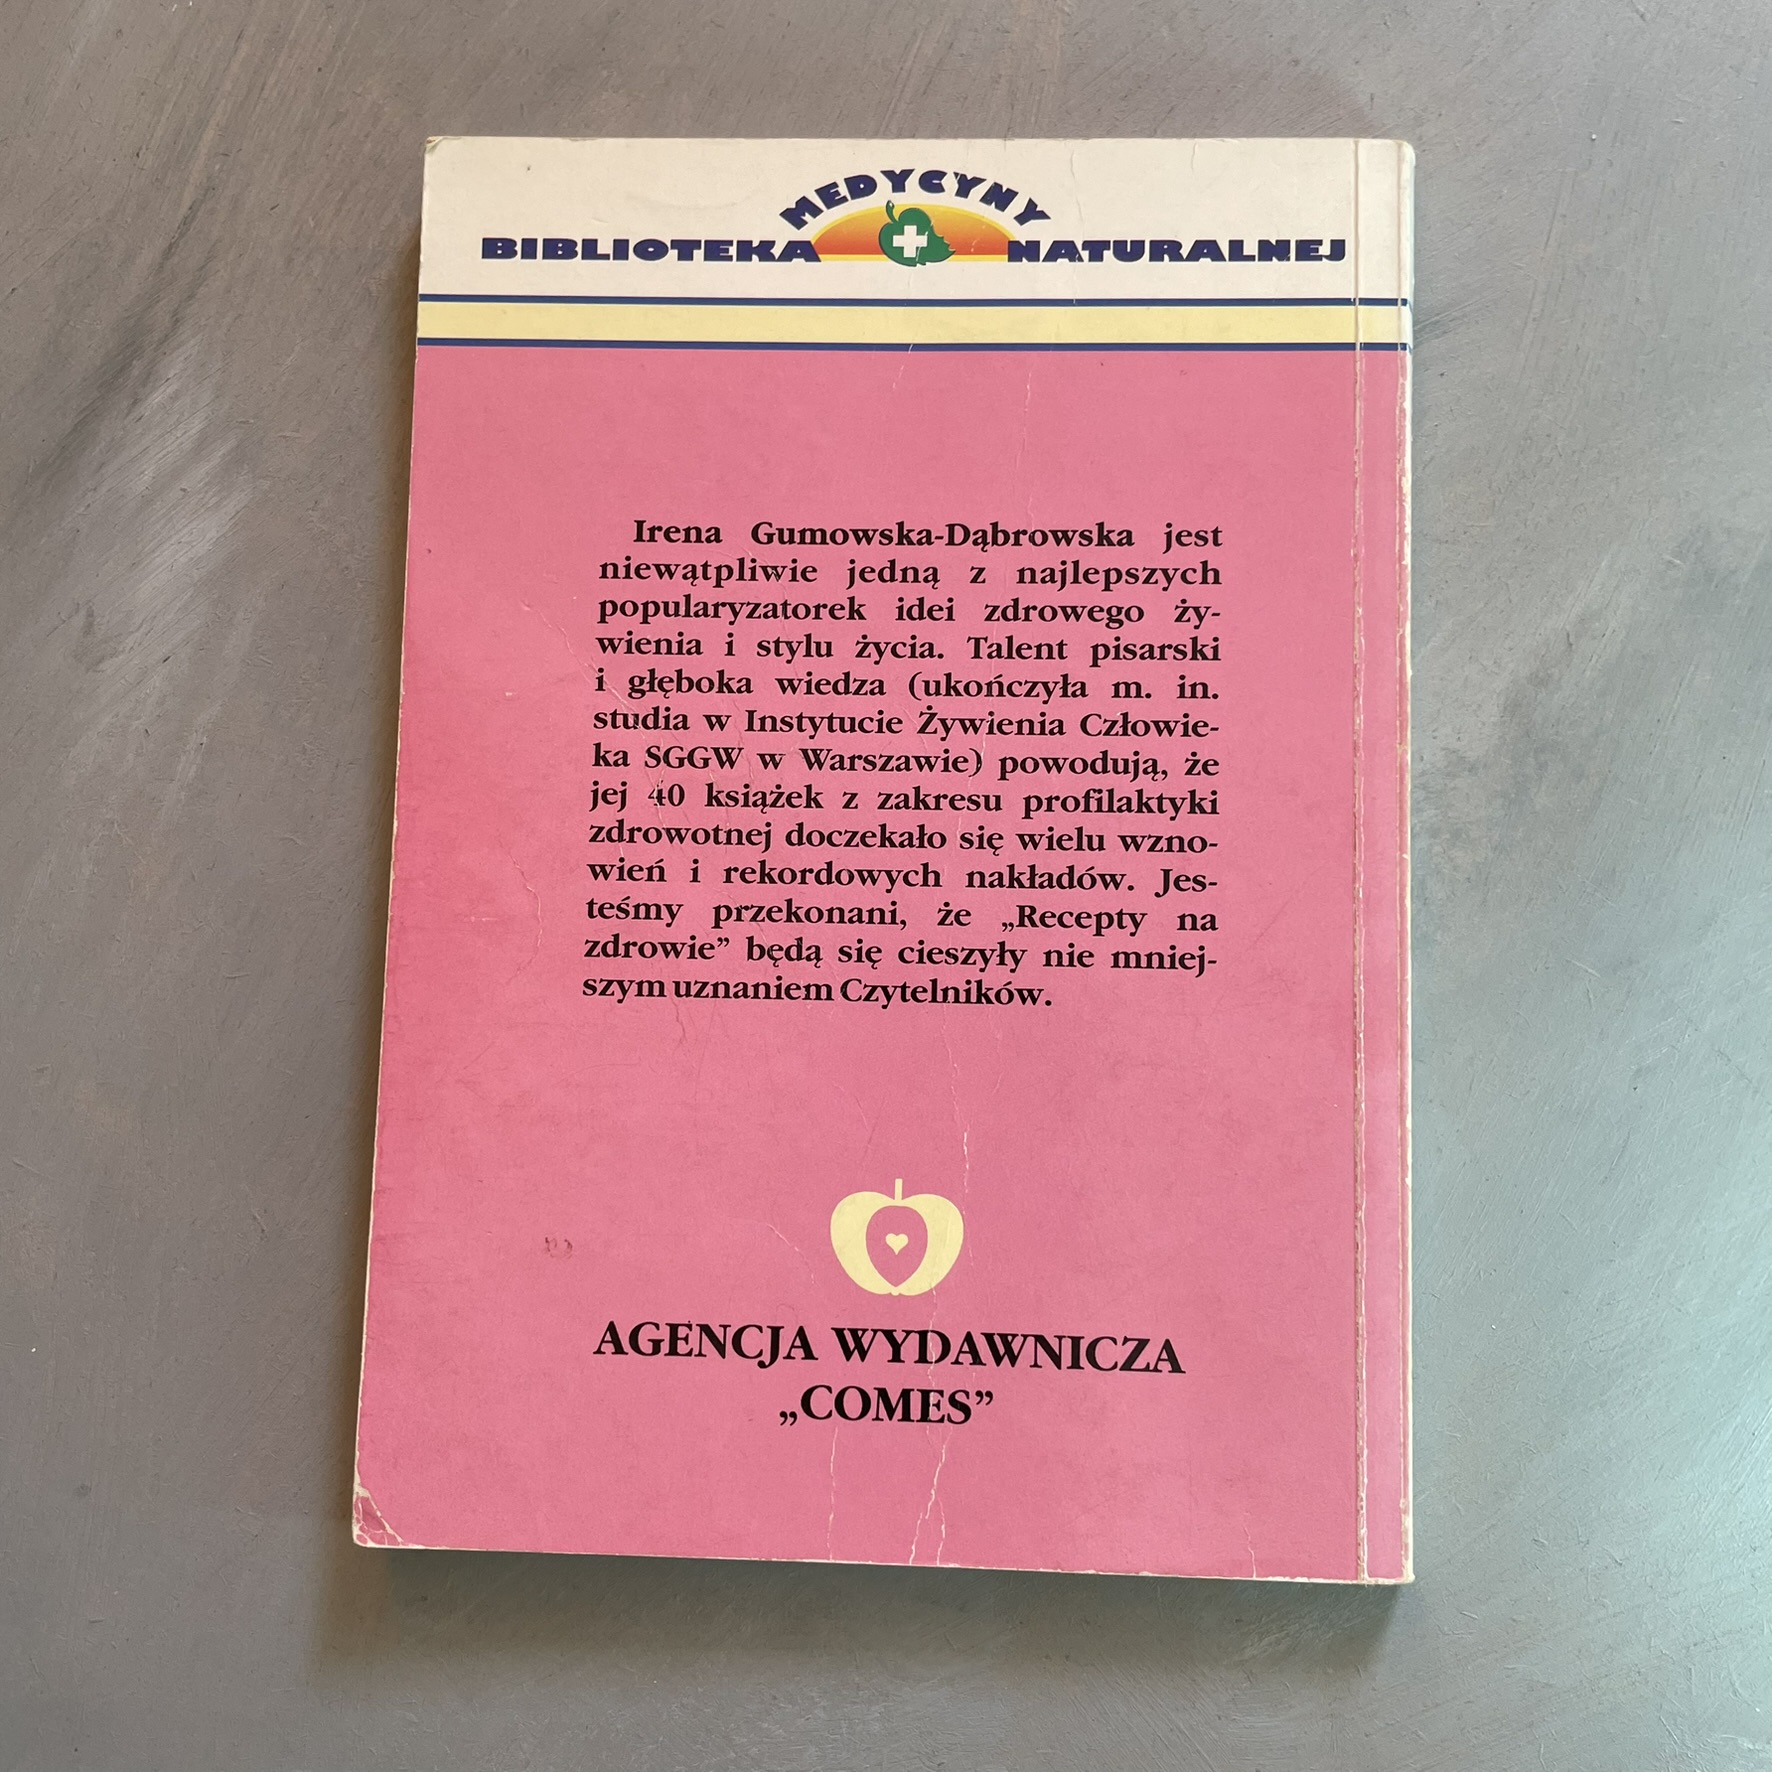 MEDYCYNY
BIBLIOTEKA NATURALNEJ
Irena Gumowska-Dąbrowska jest
niewątpliwie jedną z najlepszych
popularyzatorek idei zdrowego ży-
wienia i stylu życia. Talent pisarski
i głęboka wiedza (ukończyła m. in.
studia w Instytucie Żywienia Człowie-
ka SGGW w Warszawie) powodują, że
jej 40 książek z zakresu profilaktyki
zdrowotnej doczekało się wielu wzno-
wień i rekordowych nakładów. Jes-
teśmy przekonani, że „Recepty na
zdrowie” będą się cieszyły nie mniej-
szym uznaniem Czytelników.
AGENCJA WYDAWNICZA
„COMES”